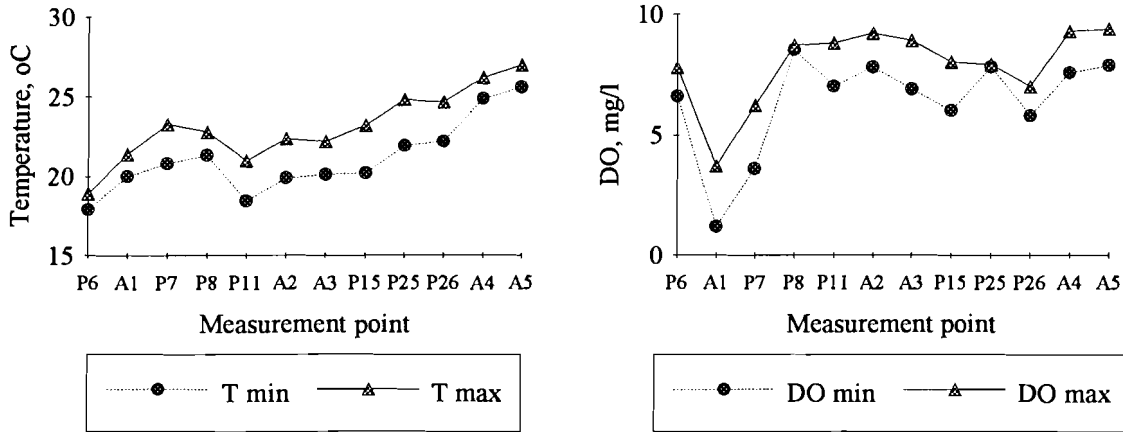 30
25
20
15
Temperature, oC
P6 A1 P7 P8 P11 A2 A3 P15 P25 P26 A4 A5
Measurement point
T min T max
10
5
0
DO, mg/l
P6 A1 P7 P8 P11 A2 A3 P15 P25 P26 A4 A5
Measurement point
DO min DO max